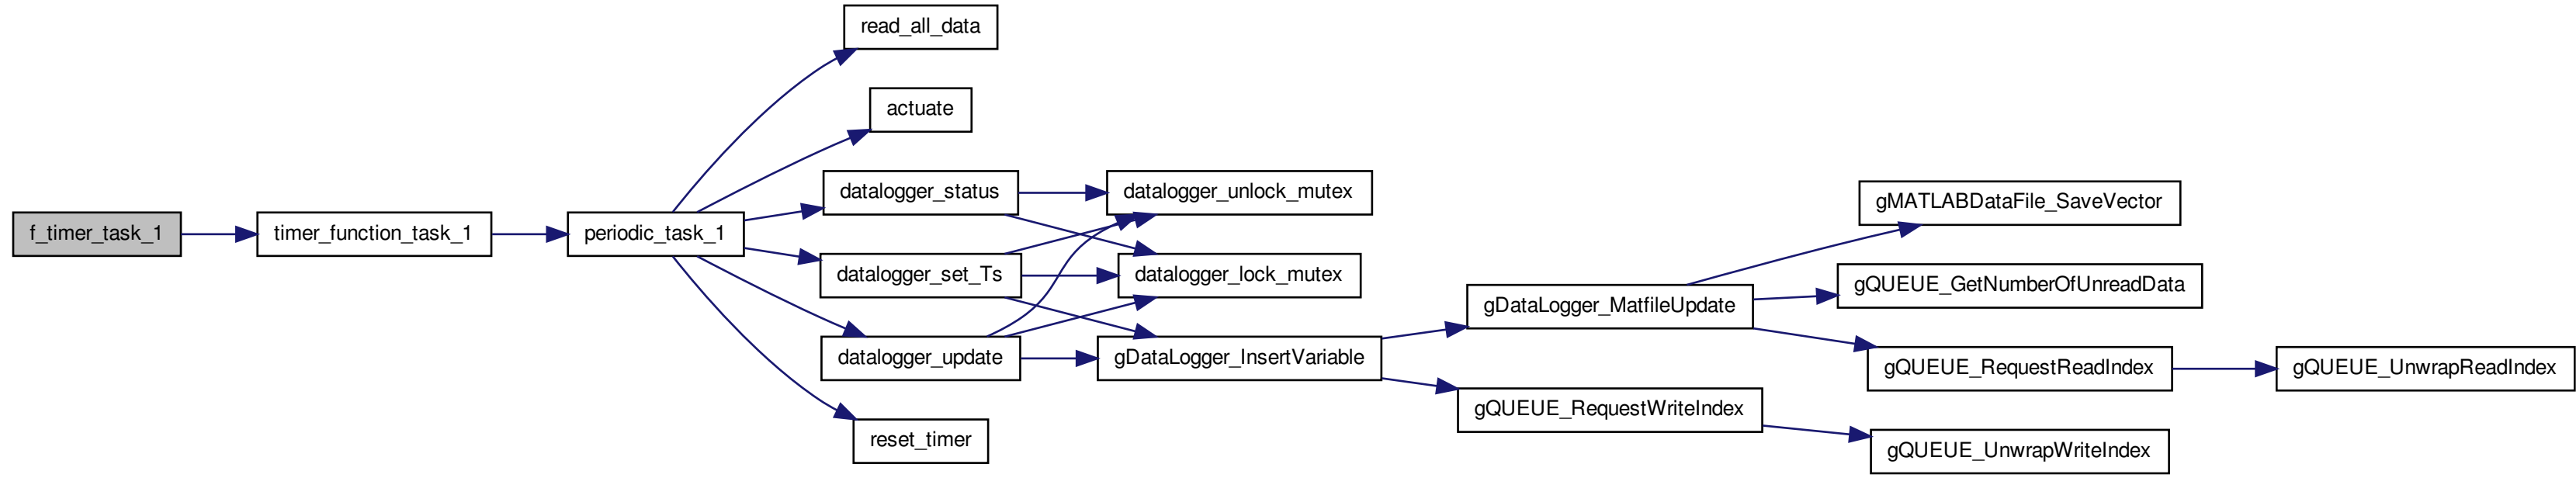 f_timer_task_1
timer_function_task_1
periodic_task_1
read_all_data
actuate
datalogger_status
datalogger_set_Ts
datalogger_update
reset_timer
datalogger_unlock_mutex
datalogger_lock_mutex
gDataLogger_InsertVariable
gDataLogger_MatfileUpdate
gQUEUE_RequestWriteIndex
gMATLABDataFile_SaveVector
gQUEUE_GetNumberOfUnreadData
gQUEUE_RequestReadIndex
gQUEUE_UnwrapWriteIndex
gQUEUE_UnwrapReadIndex